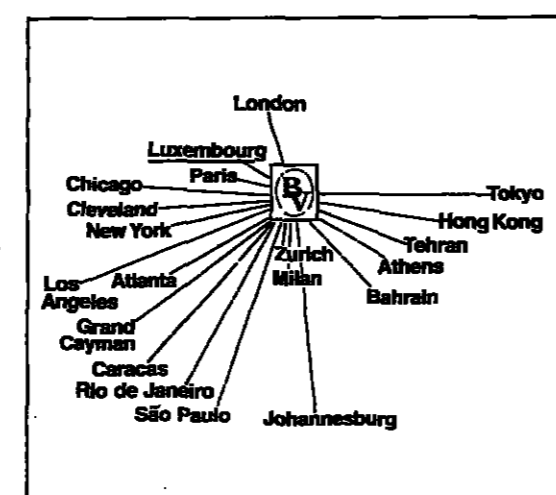 London
Luxembourg
Paris
Chicago
BV
Tokyo
Cleveland
Hong Kong
New York
Tehran
Zurich
Athens
Los
Angeles
Atlanta
Milan
Bahrain
Grand
Cayman
Caracas
Rio de Janeiro
São Paulo
Johannesburg